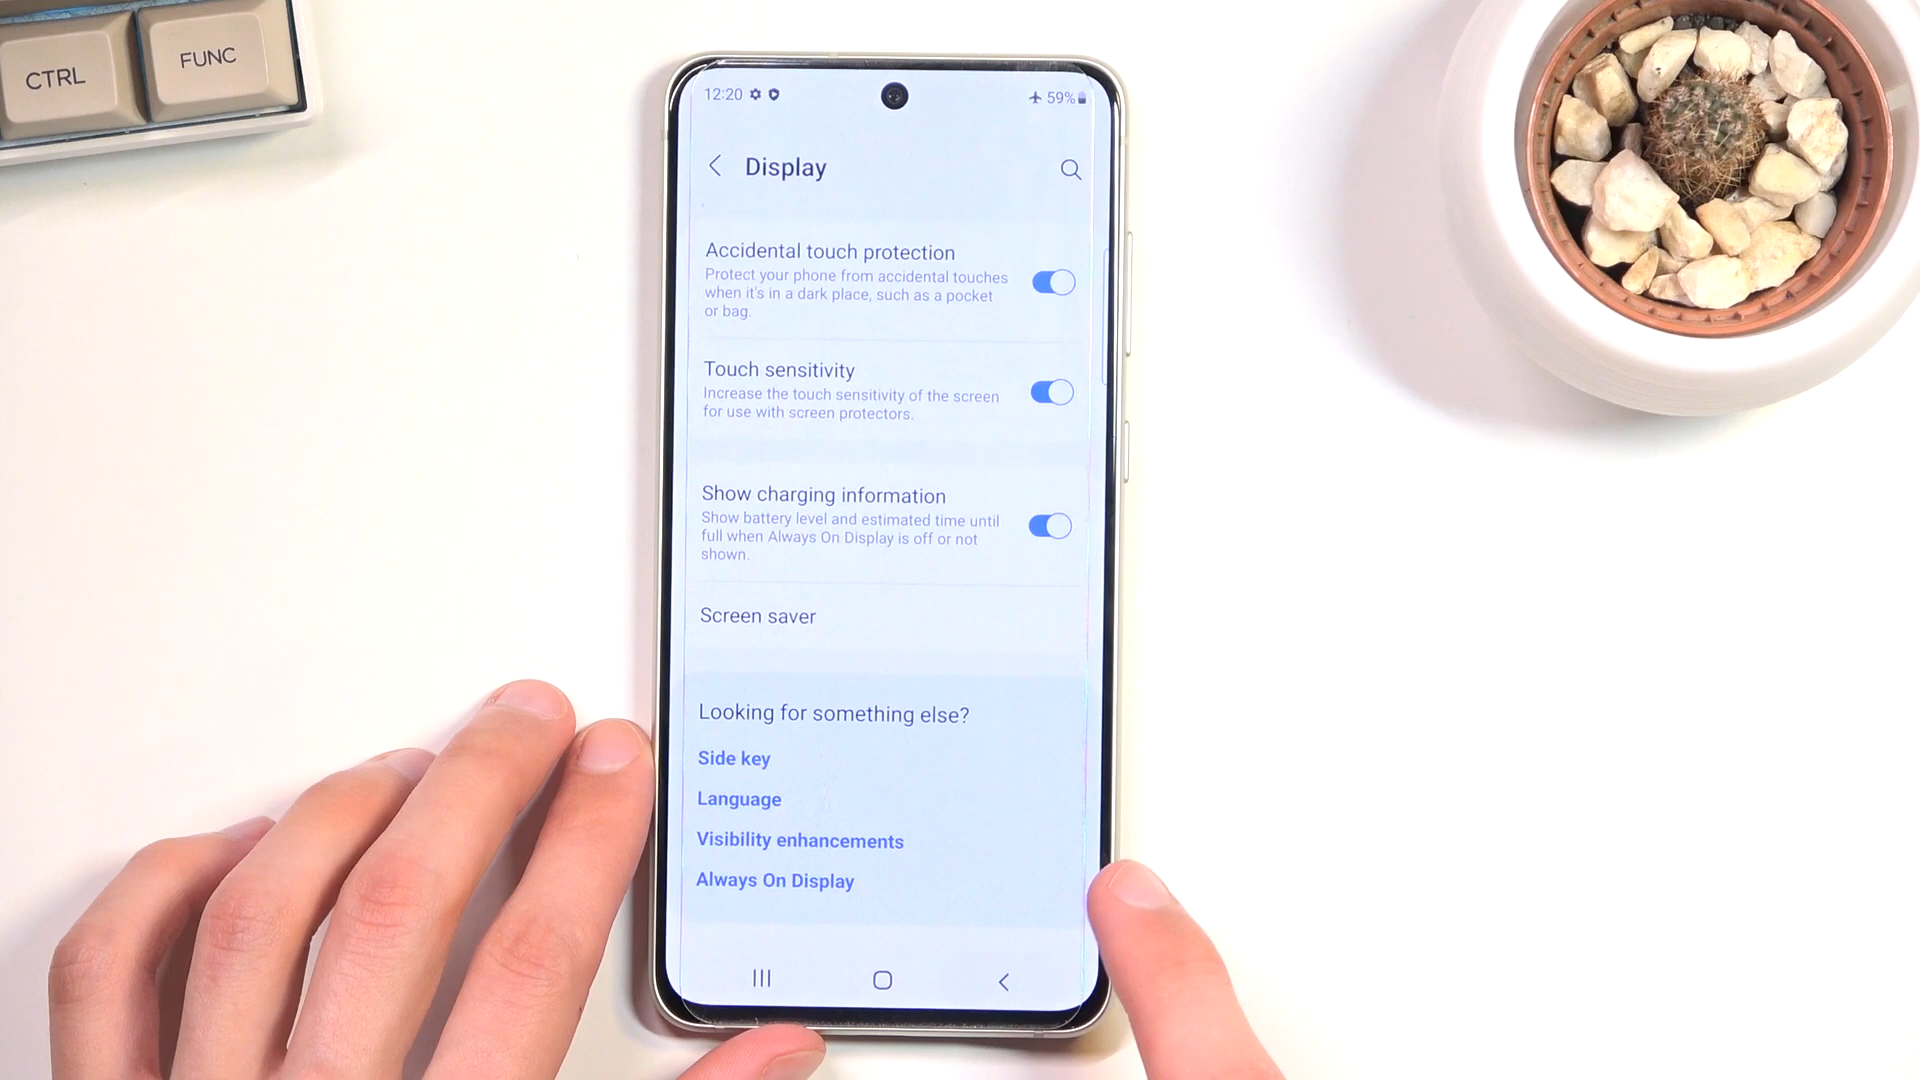 CTRL FUNC
12:20 59%
Display
Accidental touch protection
Protect your phone from accidental touches
when it's in a dark place, such as a pocket
or bag.
Touch sensitivity
Increase the touch sensitivity of the screen
for use with screen protectors.
Show charging information
Show battery level and estimated time until
full when Always On Display is off or not
shown.
Screen saver
Looking for something else?
Side key
Language
Visibility enhancements
Always On Display